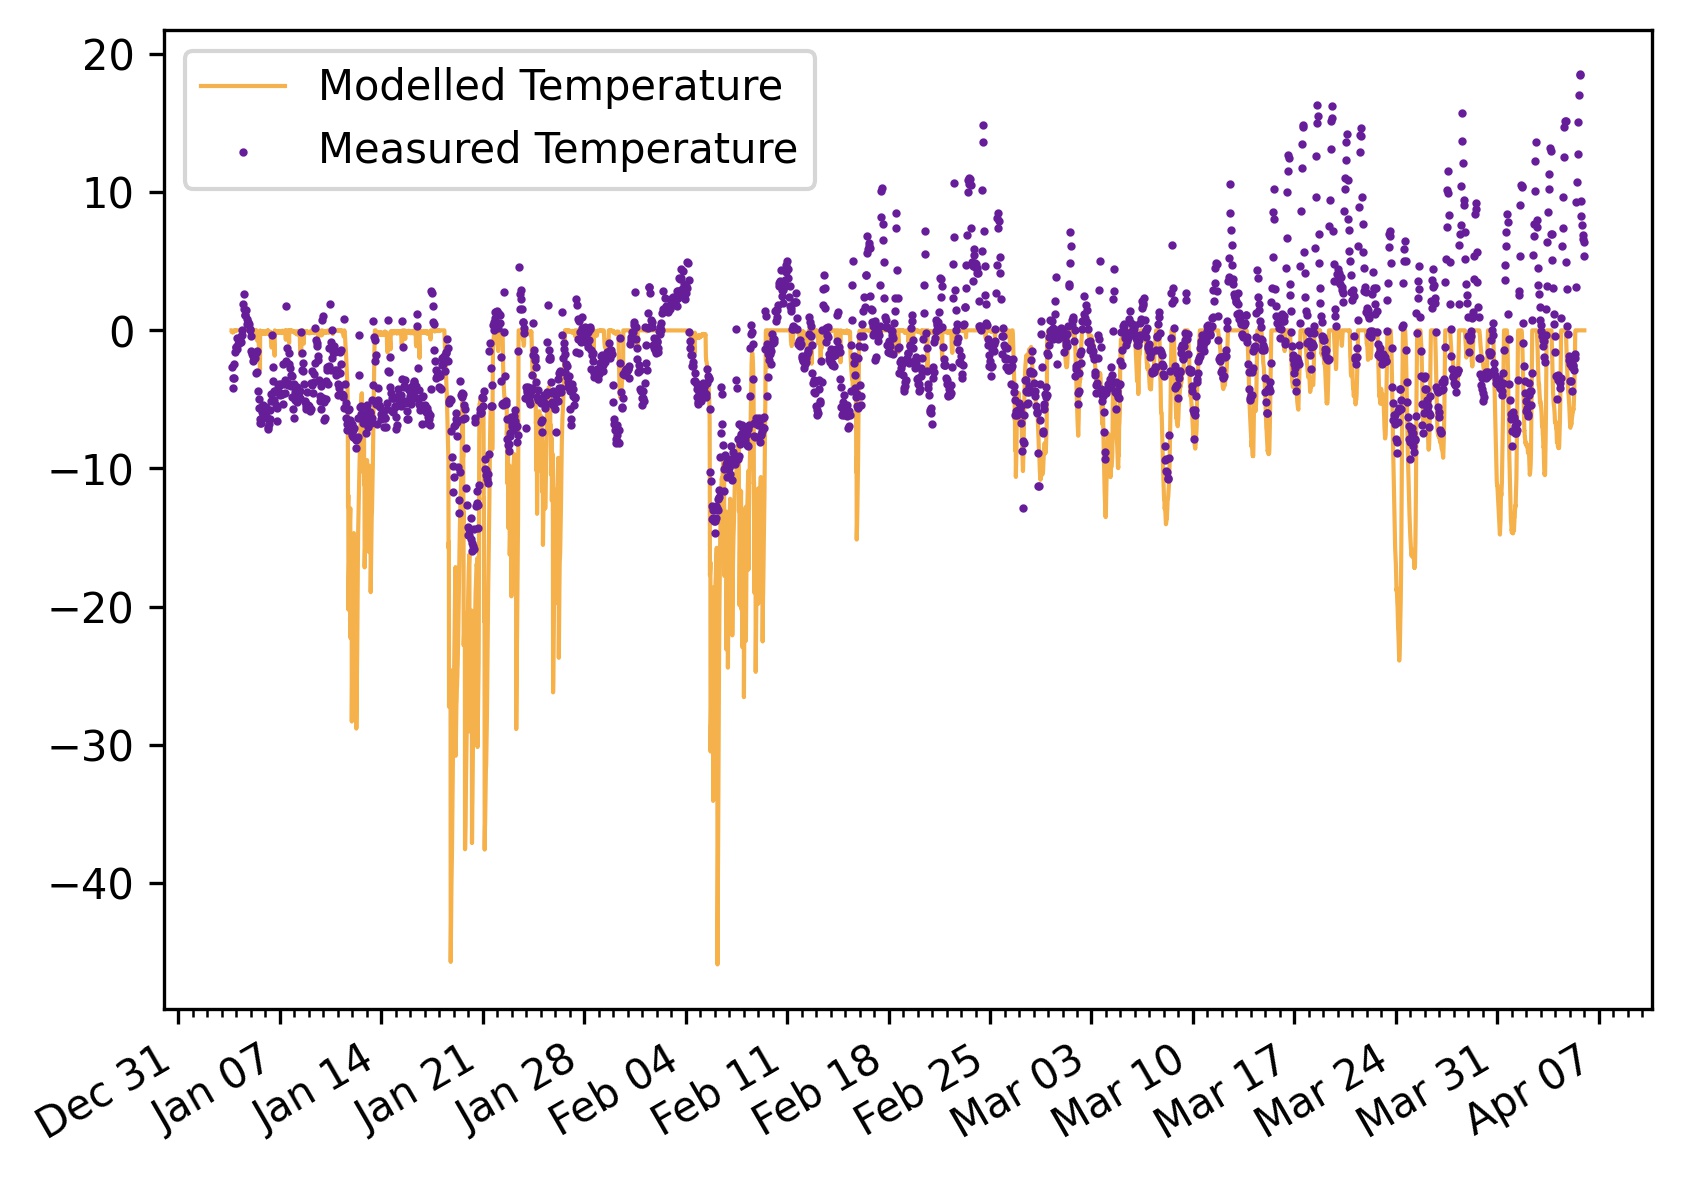 20
10
0
−10
−20
−30
−40
Modelled Temperature
Measured Temperature
Dec 31
Jan 07
Jan 14
Jan 21
Jan 28
Feb 04
Feb 11
Feb 18
Feb 25
Mar 03
Mar 10
Mar 17
Mar 24
Mar 31
Apr 07